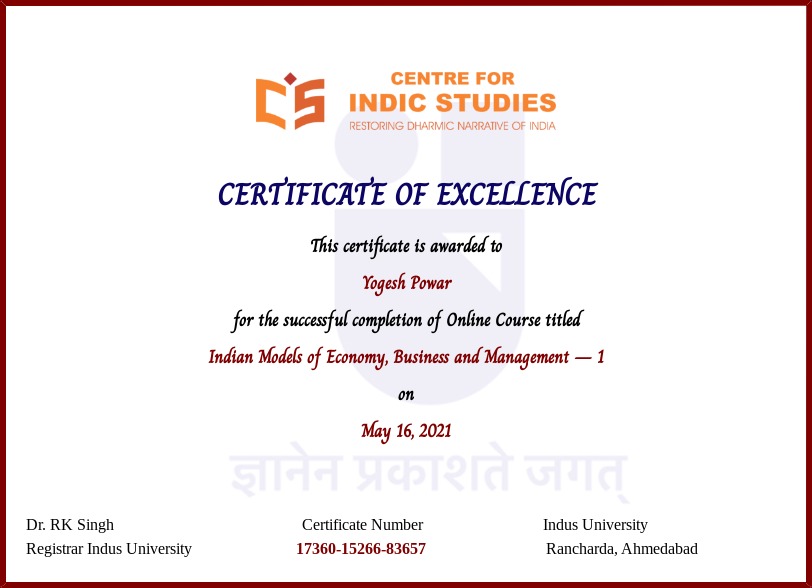 CENTRE FOR
INDIC STUDIES
RESTORING DHARMIC NARRATIVE OF INDIA
CERTIFICATE OF EXCELLENCE
This certificate is awarded to
Yogesh Powar
for the successful completion of Online Course titled
Indian Models of Economy, Business and Management — 1
on
May 16, 2021
ज्ञानेन प्रकाशते जगत्
Dr. RK Singh Certificate Number Indus University
Registrar Indus University 17360-15266-83657 Rancharda, Ahmedabad